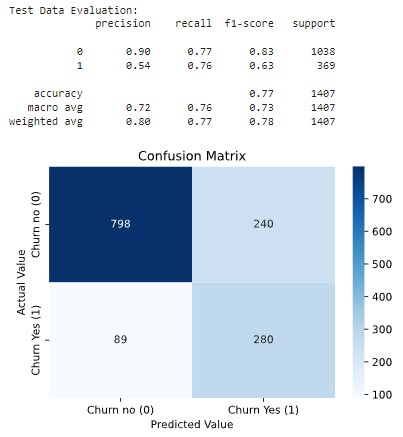 Test Data Evaluation:
precision recall f1-score support
0 0.90 0.77 0.83 1038
1 0.54 0.76 0.63 369
accuracy 0.77 1407
macro avg 0.72 0.76 0.73 1407
weighted avg 0.80 0.77 0.78 1407
Confusion Matrix
Actual Value
Churn no (0)
798 240
Churn Yes (1)
89 280
Churn no (0) Churn Yes (1)
Predicted Value
700
600
500
400
300
200
100